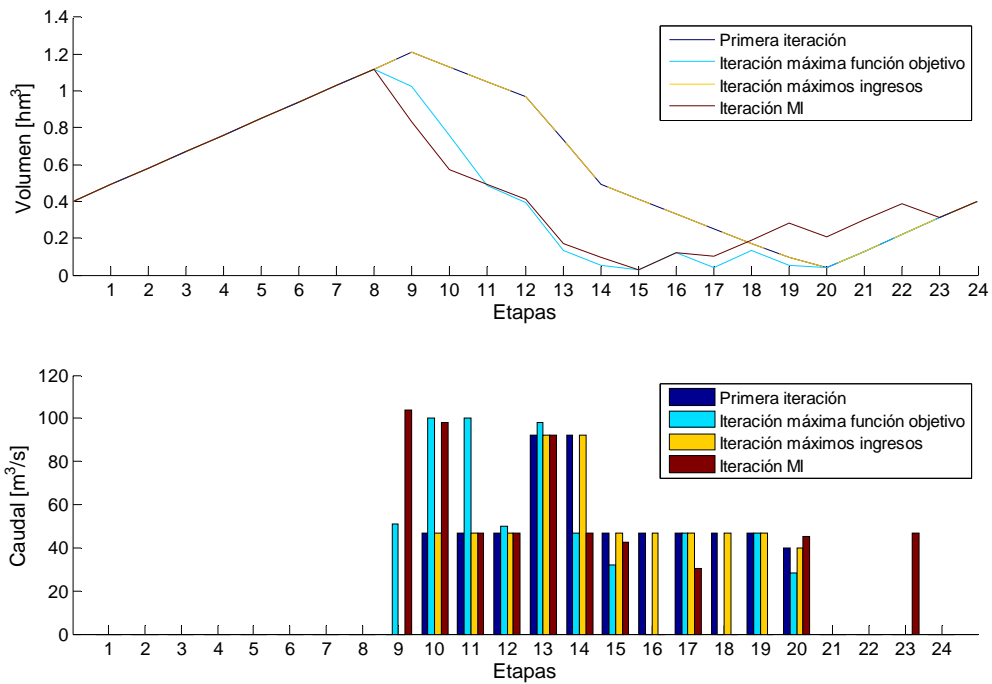 1.4
1.2
1
0.8
0.6
0.4
0.2
0
Volumen [hm³]
Primera iteración
Iteración máxima función objetivo
Iteración máximos ingresos
Iteración MI
1 2 3 4 5 6 7 8 9 10 11 12 13 14 15 16 17 18 19 20 21 22 23 24
Etapas
120
100
80
60
40
20
0
Caudal [m³/s]
Primera iteración
Iteración máxima función objetivo
Iteración máximos ingresos
Iteración MI
1 2 3 4 5 6 7 8 9 10 11 12 13 14 15 16 17 18 19 20 21 22 23 24
Etapas